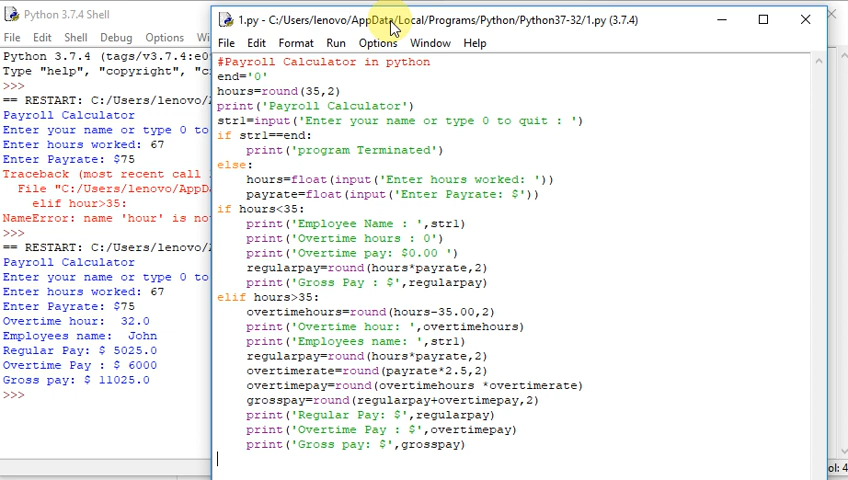 Python 3.7.4 Shell
File Edit Shell Debug Options Wi
Python 3.7.4 (tags/v3.7.4:e0
Type "help", "copyright", "c
>>>
== RESTART: C:/Users/lenovo/A
Payroll Calculator
Enter your name or type 0 to
Enter hours worked: 67
Enter Payrate: $75
Traceback (most recent call
File "C:/Users/lenovo/AppDa
elif hour>35:
NameError: name 'hour' is no
>>>
== RESTART: C:/Users/lenovo/A
Payroll Calculator
Enter your name or type 0 to
Enter hours worked: 67
Enter Payrate: $75
Overtime hour:  32.0
Employees name:  John
Regular Pay: $ 5025.0
Overtime Pay : $ 6000
Gross pay: $ 11025.0
>>>
1.py - C:/Users/lenovo/AppData/Local/Programs/Python/Python37-32/1.py (3.7.4)
File Edit Format Run Options Window Help
#Payroll Calculator in python
end='0'
hours=round(35,2)
print('Payroll Calculator')
str1=input('Enter your name or type 0 to quit : ')
if str1==end:
    print('program Terminated')
else:
    hours=float(input('Enter hours worked: '))
    payrate=float(input('Enter Payrate: $'))
if hours<35:
    print('Employee Name : ',str1)
    print('Overtime hours : 0')
    print('Overtime pay: $0.00 ')
    regularpay=round(hours*payrate,2)
    print('Gross Pay : $',regularpay)
elif hours>35:
    overtimehours=round(hours-35.00,2)
    print('Overtime hour: ',overtimehours)
    print('Employees name: ',str1)
    regularpay=round(hours*payrate,2)
    overtimerate=round(payrate*2.5,2)
    overtimepay=round(overtimehours *overtimerate)
    grosspay=round(regularpay+overtimepay,2)
    print('Regular Pay: $',regularpay)
    print('Overtime Pay : $',overtimepay)
    print('Gross pay: $',grosspay)
ol: 4